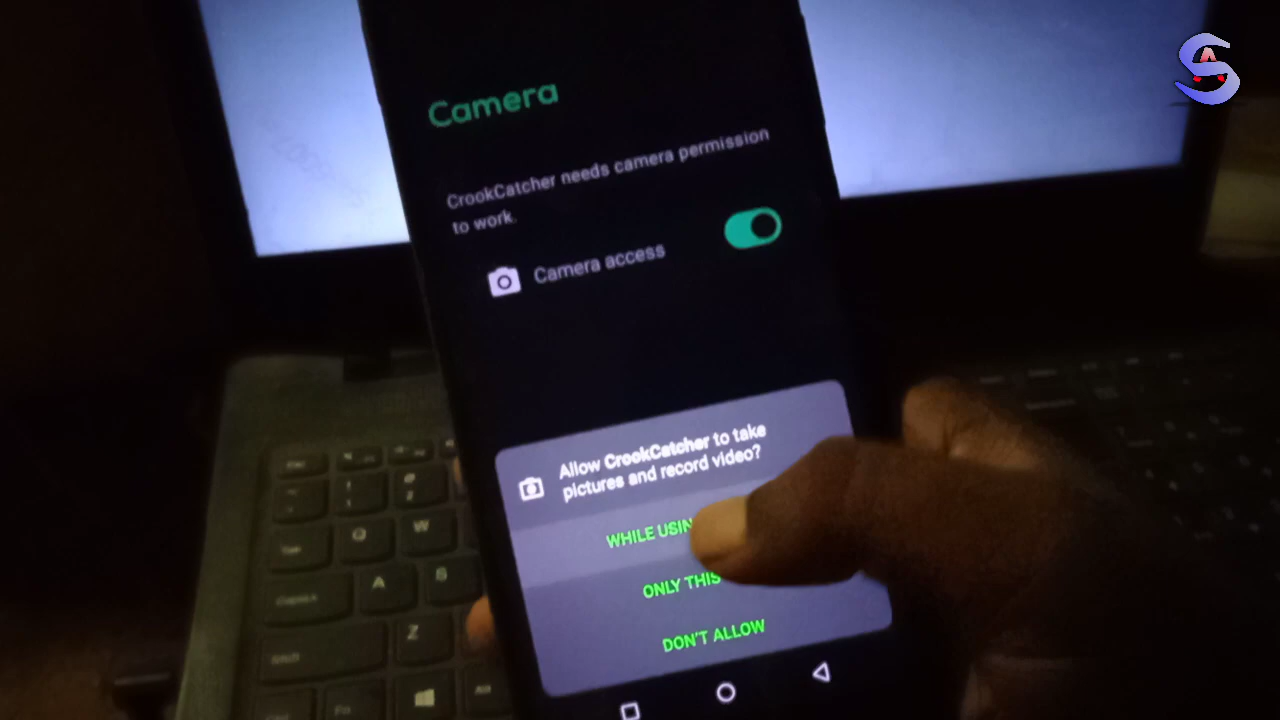 Camera
CrookCatcher needs camera permission
to work.
Camera access
Allow CrookCatcher to take
pictures and record video?
WHILE USIN
ONLY THIS
DON'T ALLOW
Q
W
A
S
Z